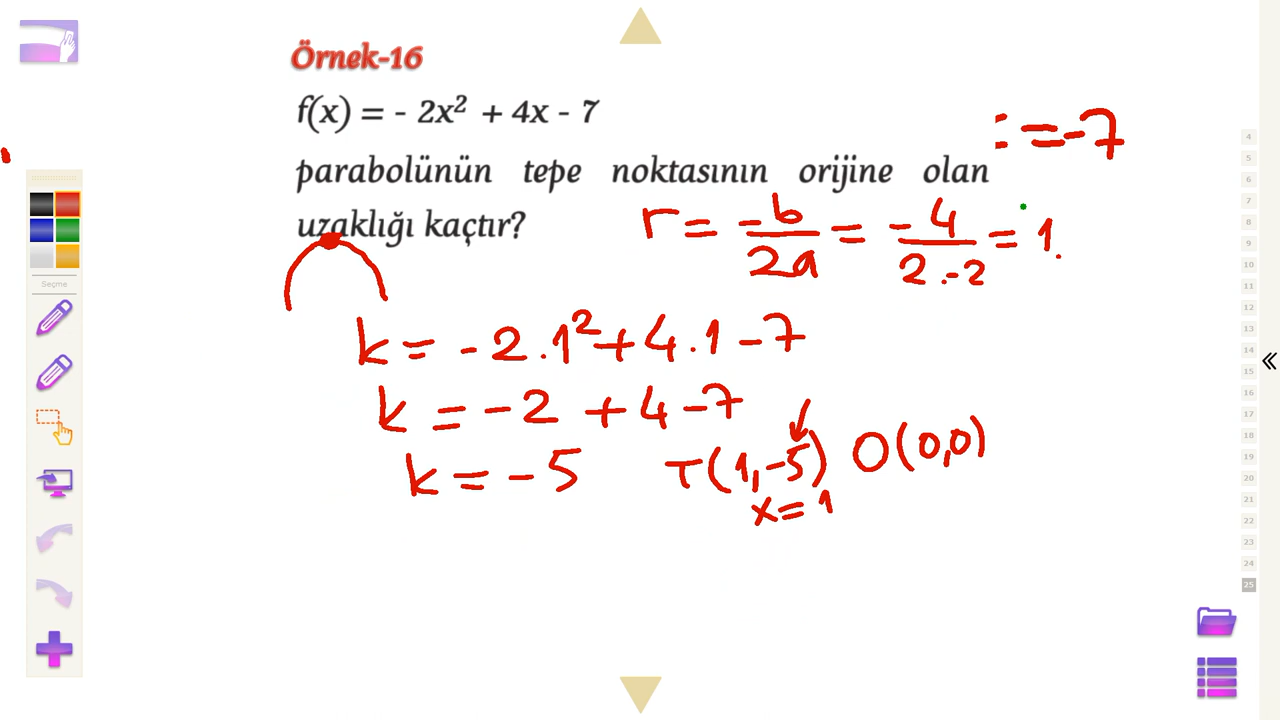 Örnek-16
f(x) = - 2x² + 4x - 7
: = -7
parabolünün tepe noktasının orijine olan
uzaklığı kaçtır?
r = -b/2a = -4/2.-2 = 1
Seçme
k = -2.1²+4.1-7
k = -2+4-7
k = -5 T(1,-5) O(0,0)
x=1
4
5
6
7
8
9
10
11
12
13
14
15
16
17
18
19
20
21
22
23
24
25